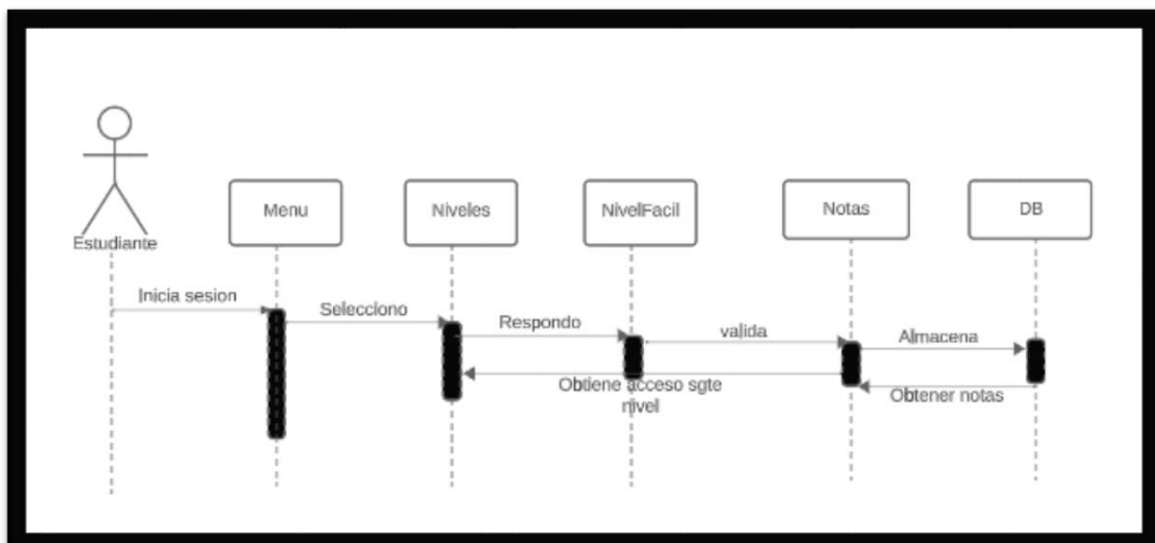 Estudiante
Menu
Niveles
NivelFacil
Notas
DB
Inicia sesion
Selecciono
Respondo
valida
Almacena
Obtiene acceso sgte
nivel
Obtener notas